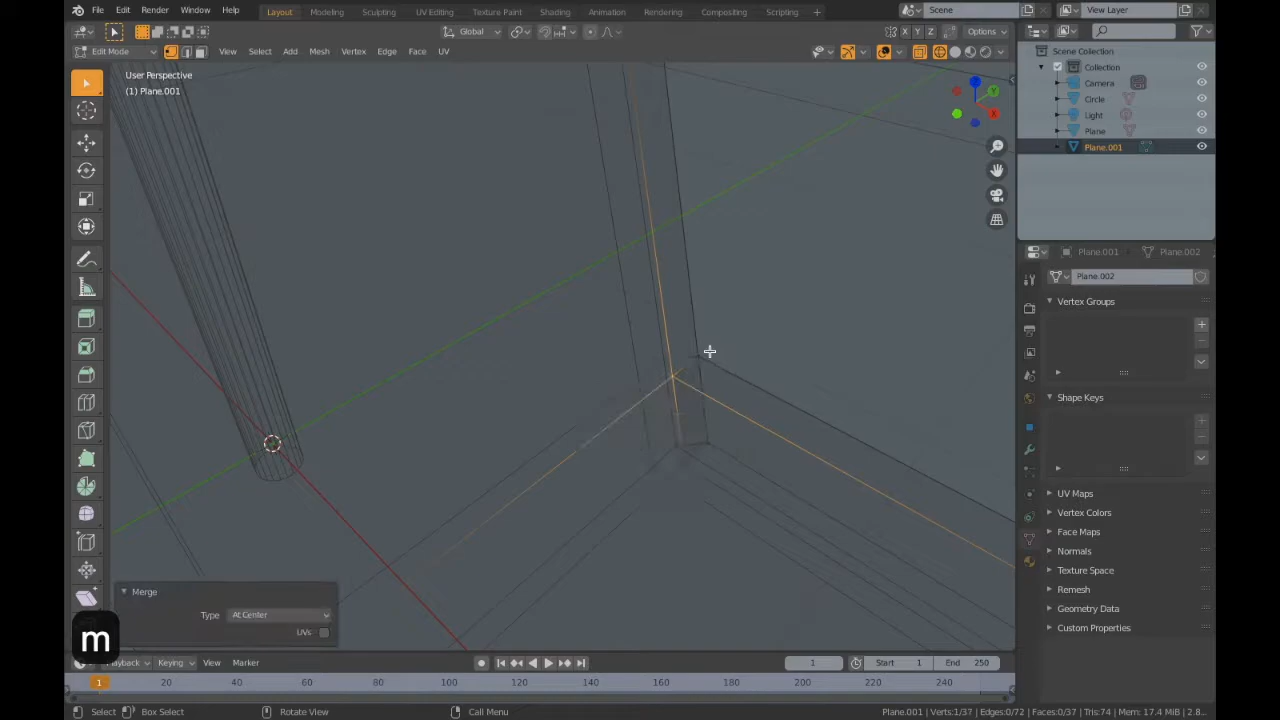 File Edit Render Window Help Layout Modeling Sculpting UV Editing Texture Paint Shading Animation Rendering Compositing Scripting + Scene View Layer
Global Options
X Y Z
Edit Mode View Select Add Mesh Vertex Edge Face UV
User Perspective
(1) Plane.001
Z
Y
X
Scene Collection
Collection
Camera
Circle
Light
Plane
Plane.001
Plane.001 Plane.002
Plane.002
Vertex Groups
Shape Keys
UV Maps
Vertex Colors
Face Maps
Normals
Texture Space
Remesh
Geometry Data
Custom Properties
Merge
Type At Center
UVs
m
Playback Keying View Marker 1 Start 1 End 250
1 20 40 60 80 100 120 140 160 180 200 220 240
Select Box Select Rotate View Call Menu Plane.001 | Verts:1/37 | Edges:0/72 | Faces:0/37 | Tris:74 | Mem: 17.4 MiB | 2.8...